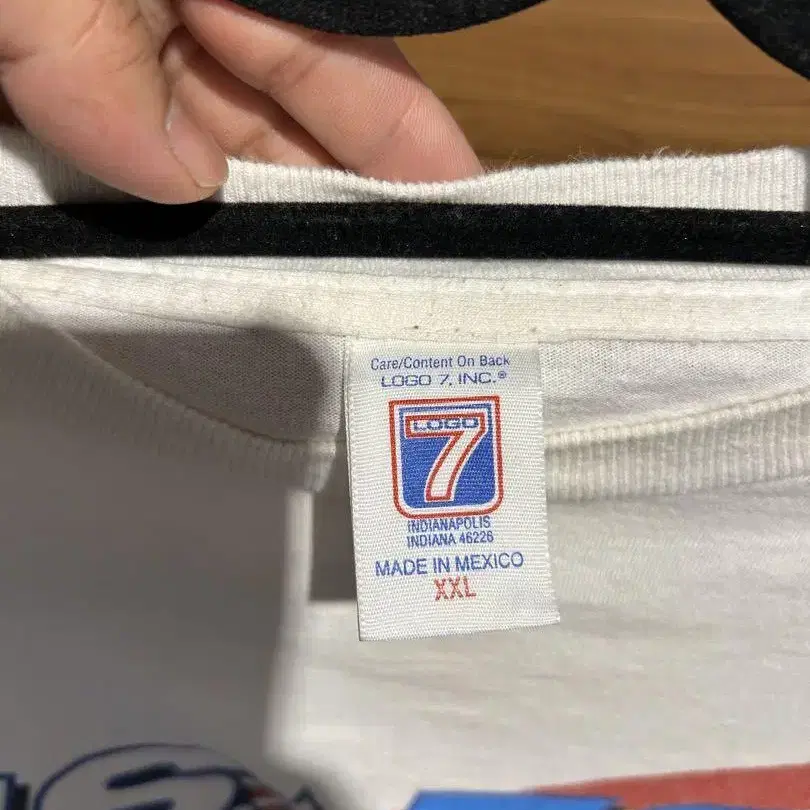 Care/Content On Back
LOGO 7, INC.®
LOGO
7
INDIANAPOLIS
INDIANA 46226
MADE IN MEXICO
XXL